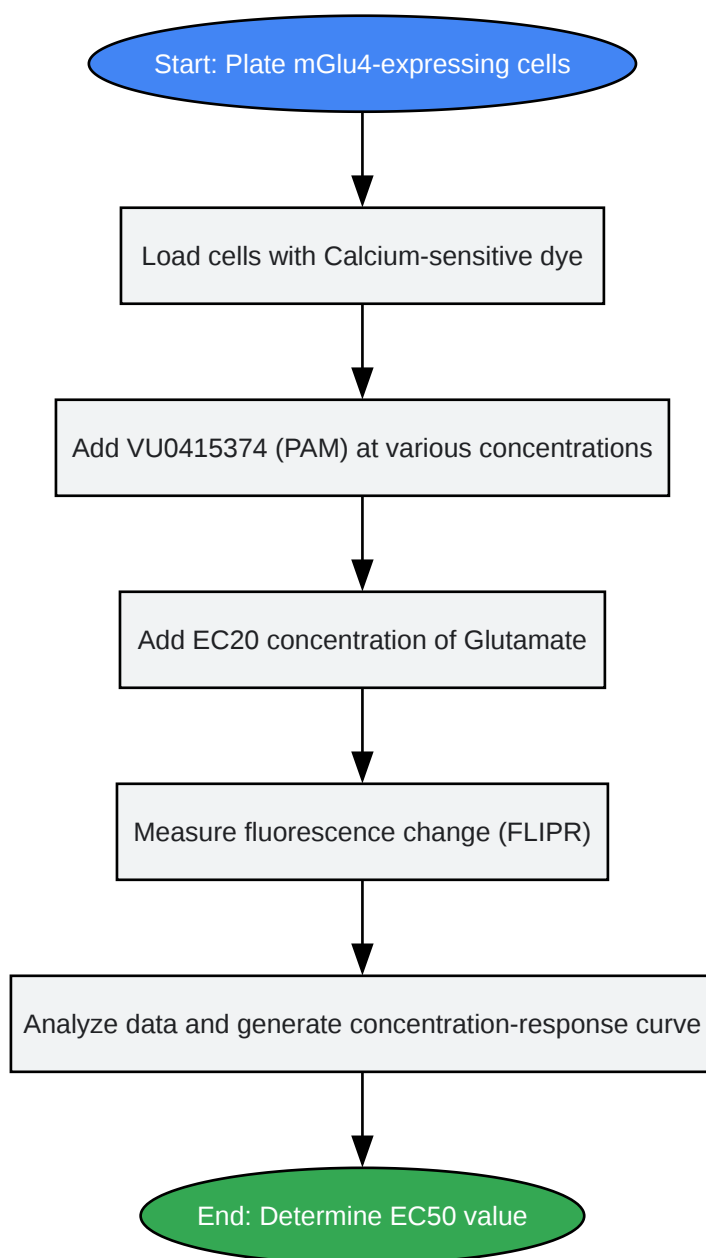 Start: Plate mGlu4-expressing cells
Load cells with Calcium-sensitive dye
Add VU0415374 (PAM) at various concentrations
Add EC20 concentration of Glutamate
Measure fluorescence change (FLIPR)
Analyze data and generate concentration-response curve
End: Determine EC50 value